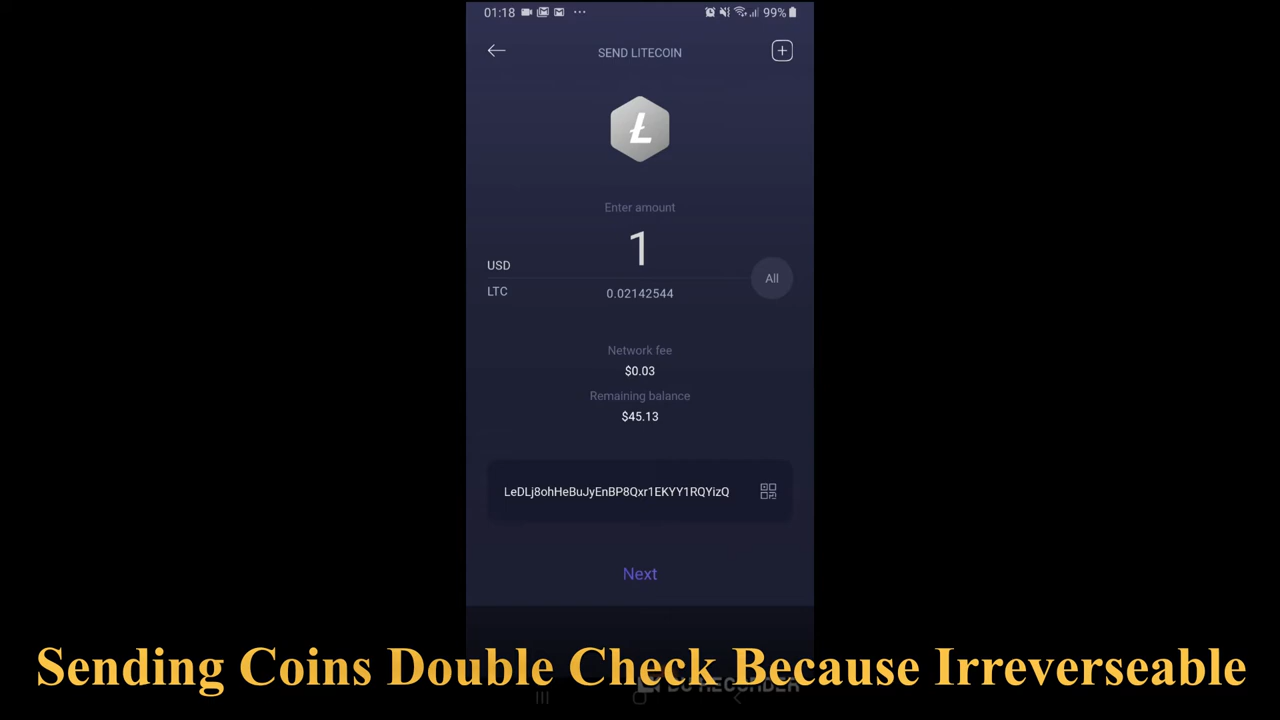 01:18 99%
SEND LITECOIN
Enter amount
1
USD
LTC 0.02142544
All
Network fee
$0.03
Remaining balance
$45.13
LeDLj8ohHeBuJyEnBP8Qxr1EKYY1RQYizQ
Next
Sending Coins Double Check Because Irreverseable